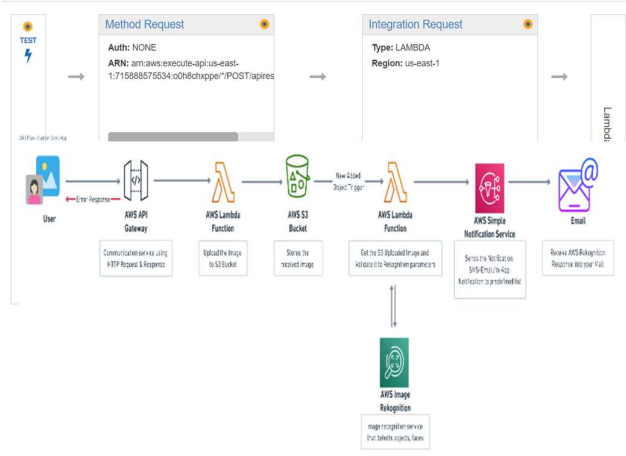 TEST
Method Request
Auth: NONE
ARN: arn:aws:execute-api:us-east-
1:715888575534:o0h8chxppe/*/POST/apires
Integration Request
Type: LAMBDA
Region: us-east-1
Lambda
User
Error Response
AWS API
Gateway
Communication service using
HTTP Request & Response
AWS Lambda
Function
Upload the Image
to S3 Bucket
AWS S3
Bucket
Stores the
received image
New Added
Object Trigger
AWS Lambda
Function
Get the S3 Uploaded Image and
Validate it to Rekognition parameters
AWS Simple
Notification Service
Sends the Notification
SMS/Email/In-App
Notification to predefined list
Email
Receive AWS Rekognition
Response into your Mail
AWS Image
Rekognition
mage recognition service
that detects objects, faces